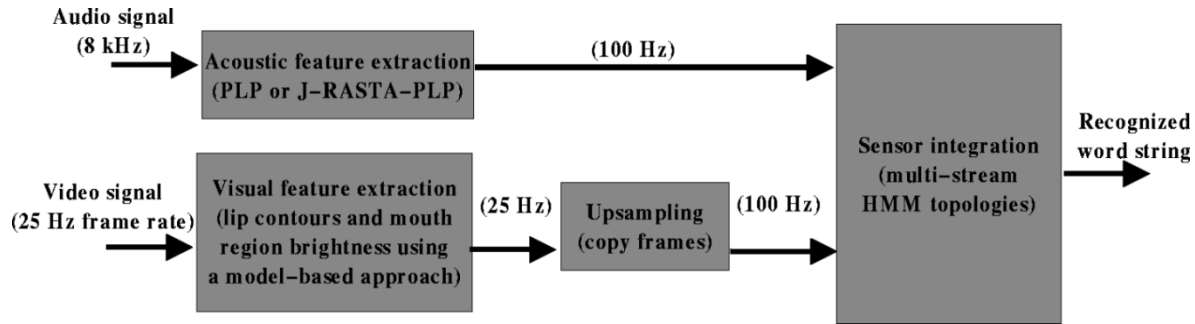 Audio signal
(8 kHz)
Acoustic feature extraction
(PLP or J-RASTA-PLP)
(100 Hz)
Video signal
(25 Hz frame rate)
Visual feature extraction
(lip contours and mouth
region brightness using
a model-based approach)
(25 Hz)
Upsampling
(copy frames)
(100 Hz)
Sensor integration
(multi-stream
HMM topologies)
Recognized
word string